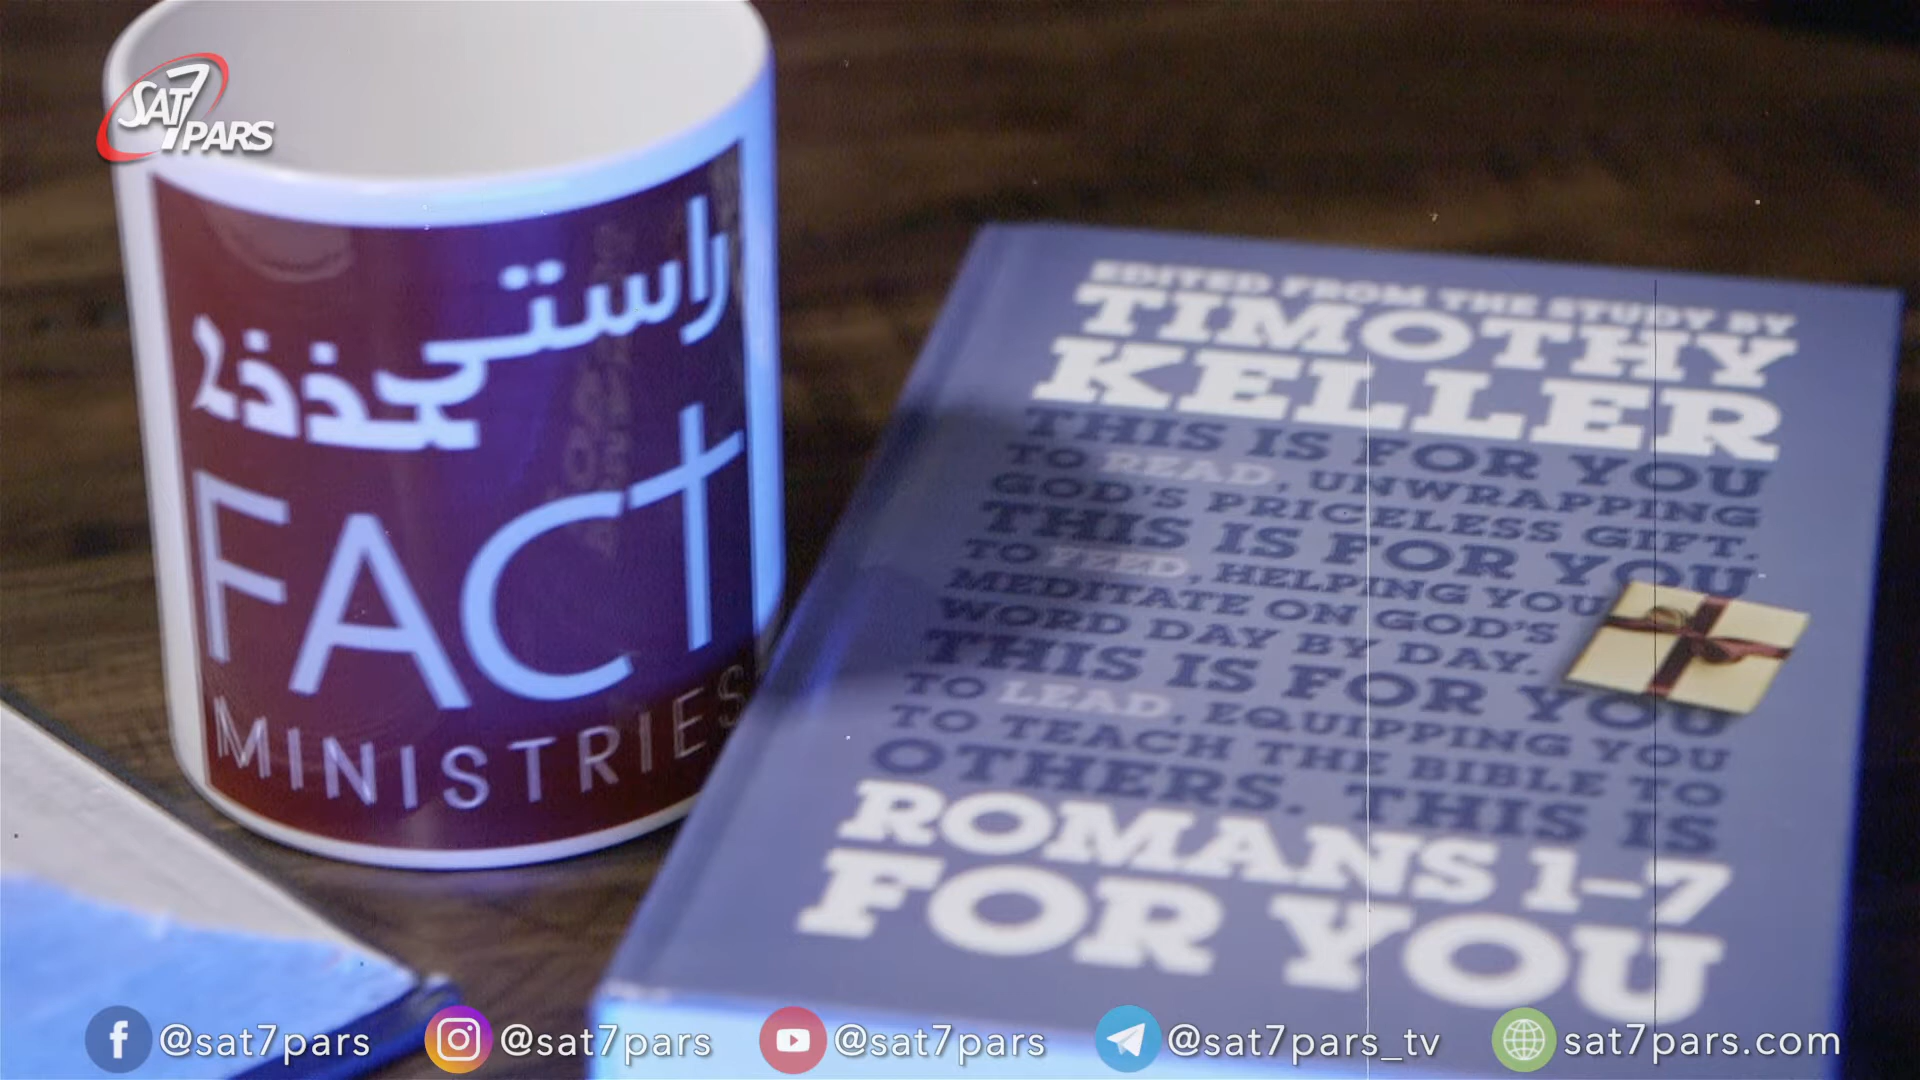 SAT7
PARS
راستی
FACT
MINISTRIES
EDITED FROM THE STUDY BY
TIMOTHY
KELLER
THIS IS FOR YOU
TO READ, UNWRAPPING
GOD'S PRICELESS GIFT.
THIS IS FOR YOU
TO FEED, HELPING YOU
MEDITATE ON GOD'S
WORD DAY BY DAY.
THIS IS FOR YOU
TO LEAD, EQUIPPING YOU
TO TEACH THE BIBLE TO
OTHERS. THIS IS
ROMANS 1–7
FOR YOU
@sat7pars
@sat7pars
@sat7pars
@sat7pars_tv
sat7pars.com